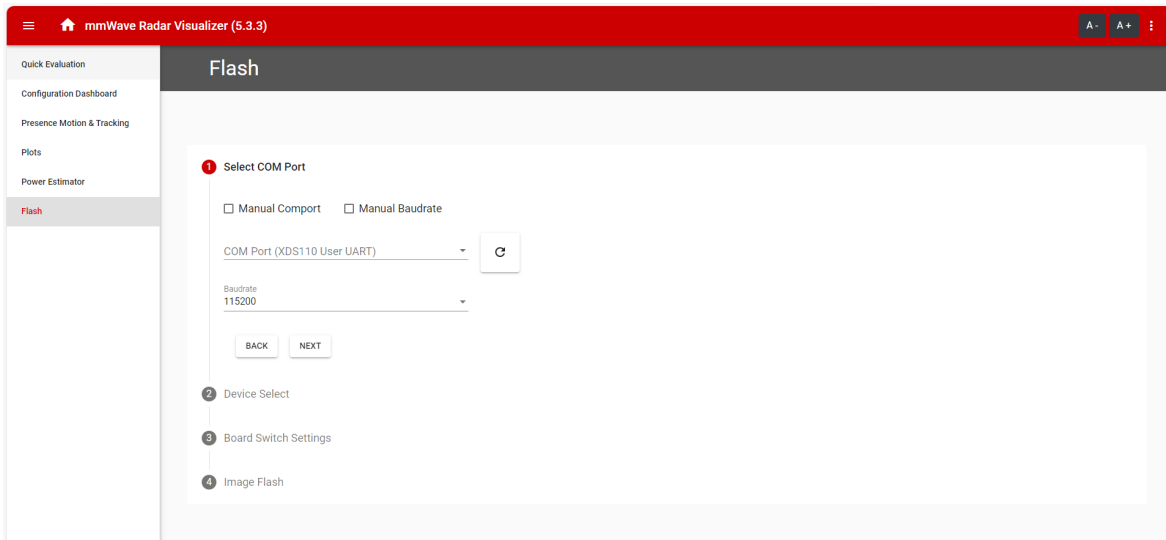 mmWave Radar Visualizer (5.3.3)
A -
A +
Quick Evaluation
Configuration Dashboard
Presence Motion & Tracking
Plots
Power Estimator
Flash
Flash
1 Select COM Port
Manual Comport Manual Baudrate
COM Port (XDS110 User UART)
Baudrate
115200
BACK NEXT
2 Device Select
3 Board Switch Settings
4 Image Flash